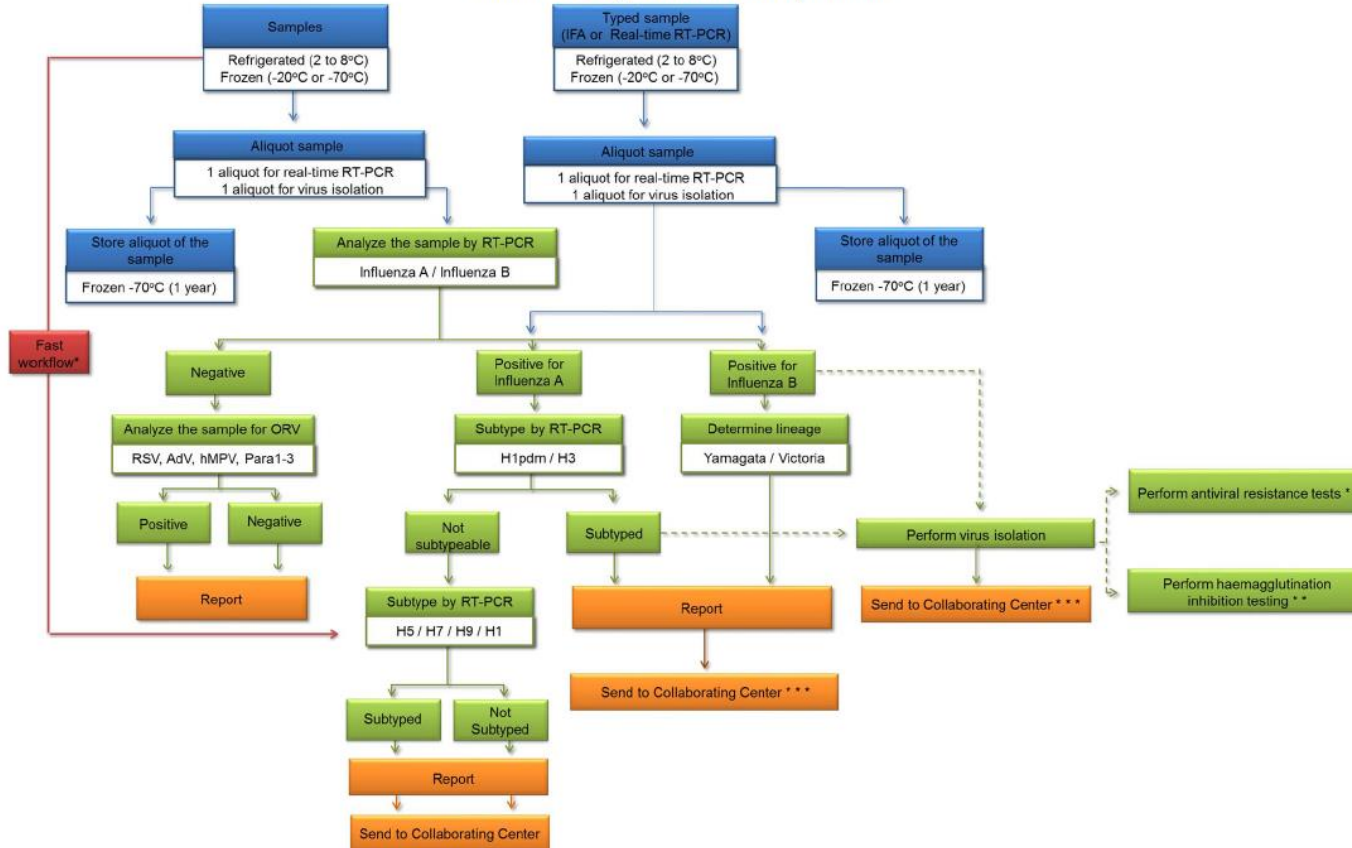 Samples
Refrigerated (2 to 8ºC)
Frozen (-20ºC or -70ºC)
Typed sample
(IFA or Real-time RT-PCR)
Refrigerated (2 to 8ºC)
Frozen (-20ºC or -70ºC)
Aliquot sample
1 aliquot for real-time RT-PCR
1 aliquot for virus isolation
Aliquot sample
1 aliquot for real-time RT-PCR
1 aliquot for virus isolation
Store aliquot of the
sample
Frozen -70ºC (1 year)
Analyze the sample by RT-PCR
Influenza A / Influenza B
Store aliquot of the
sample
Frozen -70ºC (1 year)
Fast
workflow*
Negative
Positive for
Influenza A
Positive for
Influenza B
Analyze the sample for ORV
RSV, AdV, hMPV, Para1-3
Subtype by RT-PCR
H1pdm / H3
Determine lineage
Yamagata / Victoria
Positive
Negative
Not
subtypeable
Subtyped
Perform virus isolation
Perform antiviral resistance tests *
Perform haemagglutination
inhibition testing * *
Report
Subtype by RT-PCR
H5 / H7 / H9 / H1
Report
Send to Collaborating Center * * *
Send to Collaborating Center * * *
Subtyped
Not
Subtyped
Report
Send to Collaborating Center